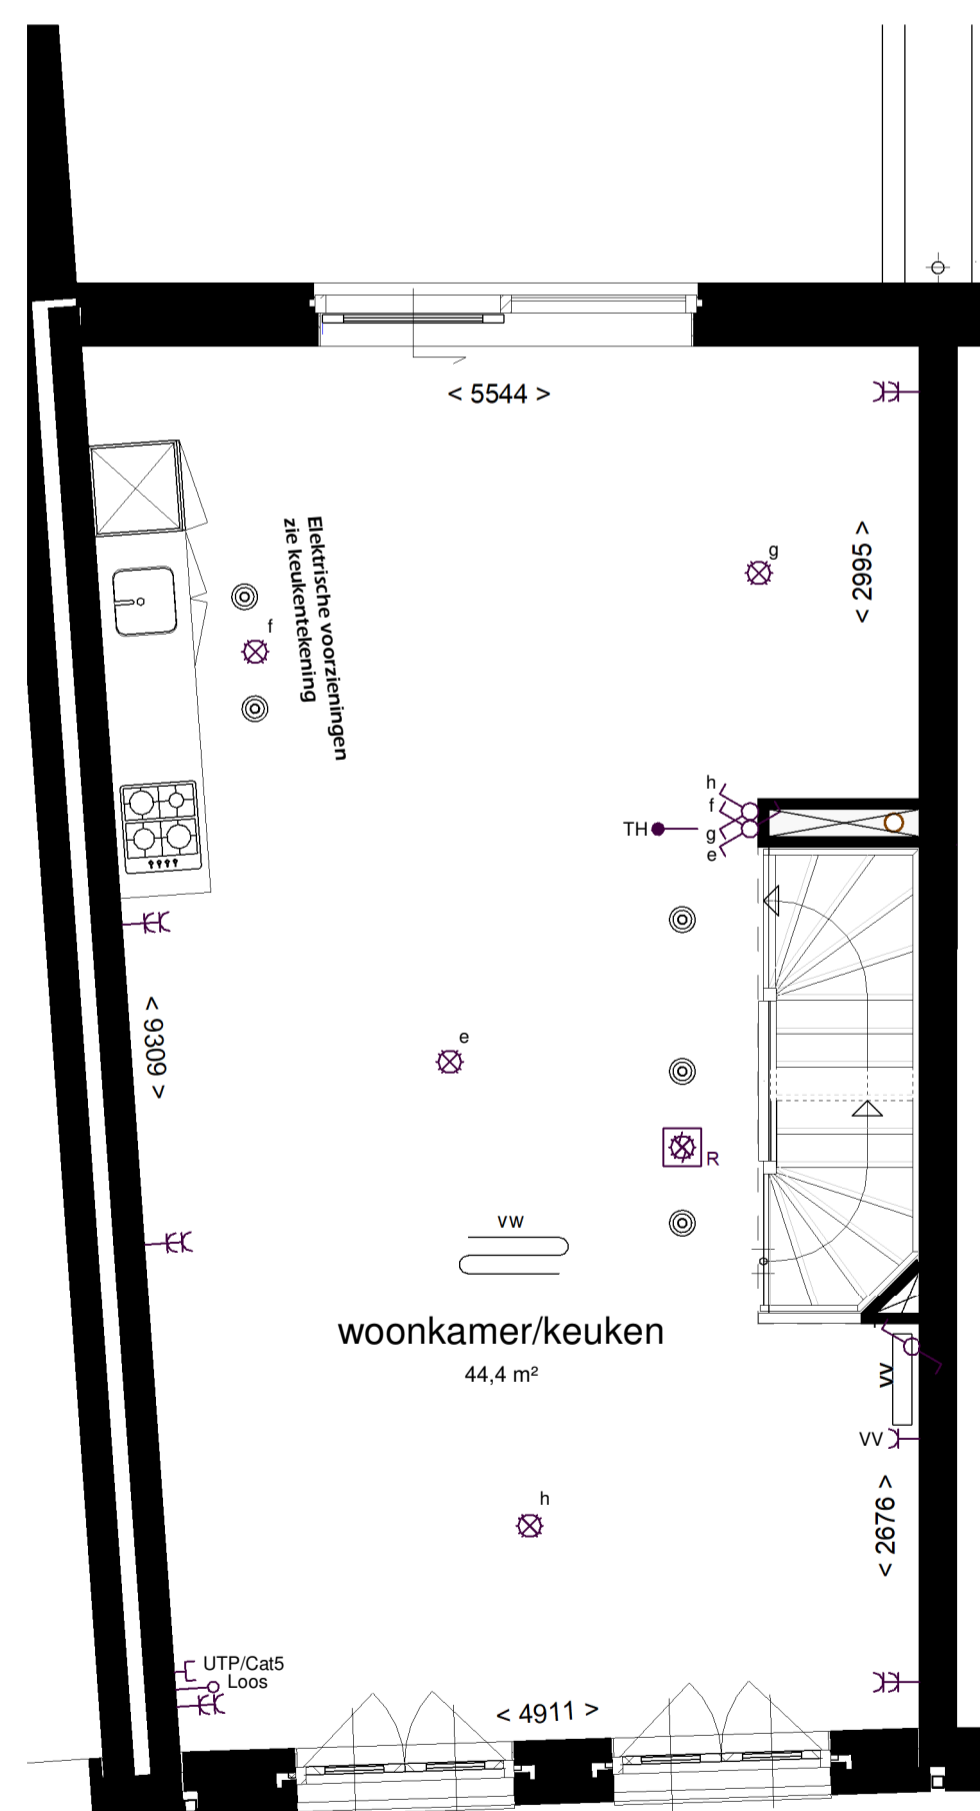 < 5544 >
g
< 2995 >
Elektrische voorzieningen
zie keukentekening
f
h
f
TH
g
e
< 9309 >
e
R
vw
woonkamer/keuken
44,4 m²
VV
VV
< 2676 >
h
UTP/Cat5
Loos
< 4911 >